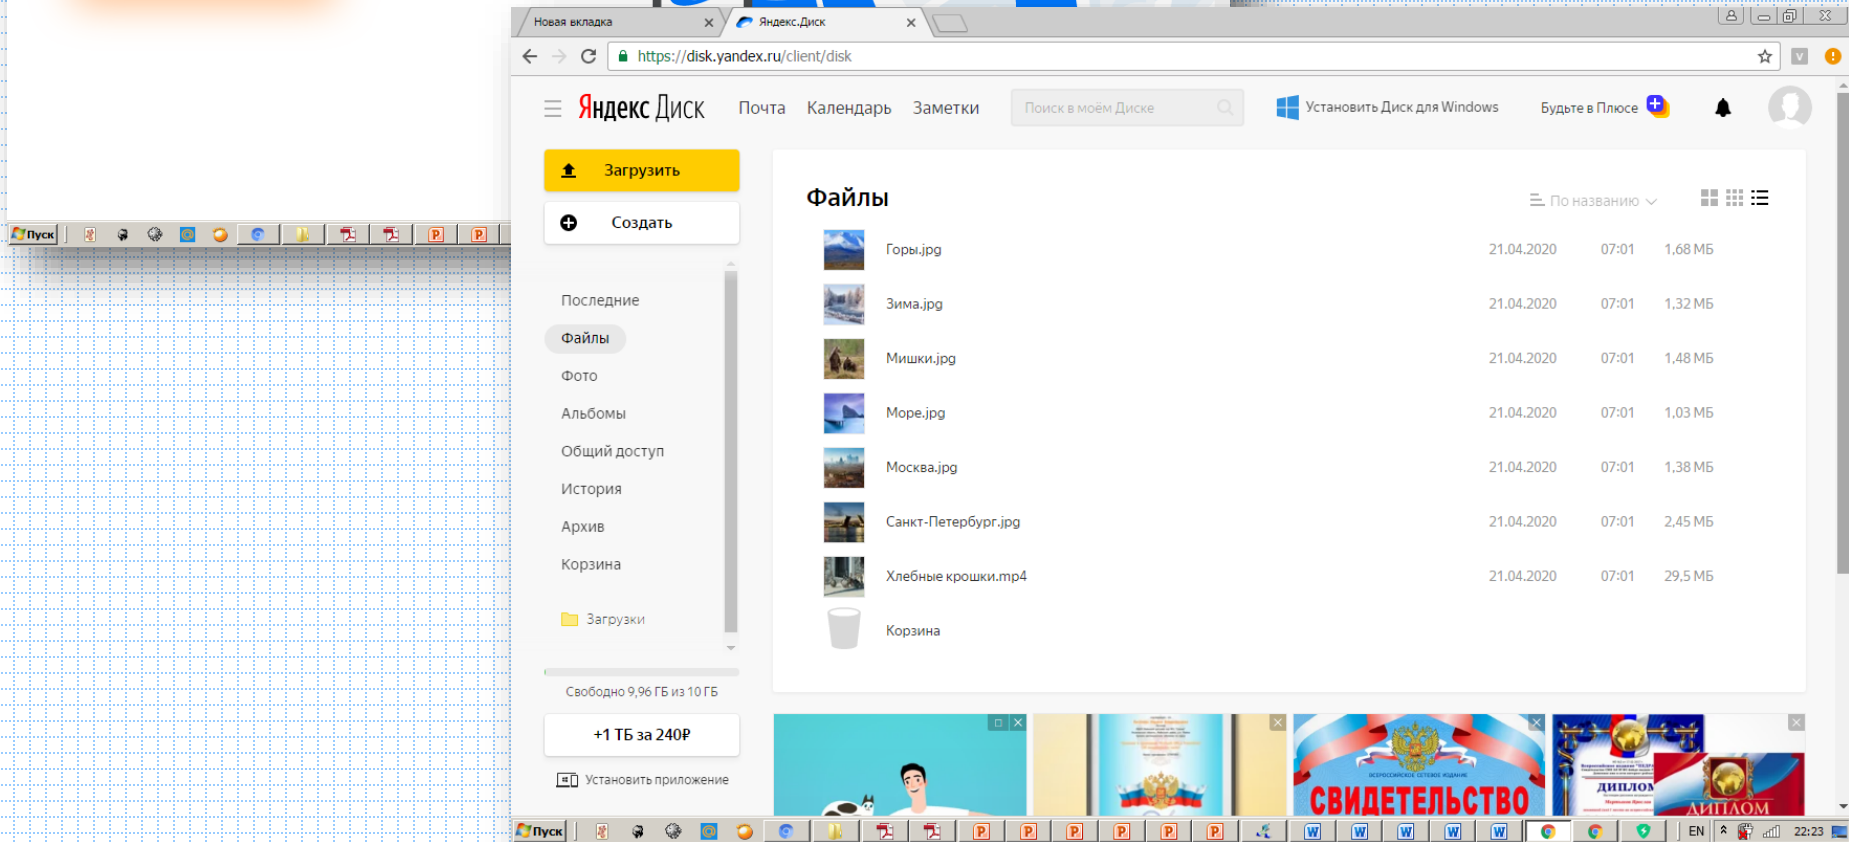 Пуск
Новая вкладка
Яндекс.Диск
https://disk.yandex.ru/client/disk
V
Яндекс Диск
Почта
Календарь
Заметки
Поиск в моём Диске
Установить Диск для Windows
Будьте в Плюсе
Загрузить
Создать
Последние
Файлы
Фото
Альбомы
Общий доступ
История
Архив
Корзина
Загрузки
Свободно 9,96 ГБ из 10 ГБ
+1 ТБ за 240₽
Установить приложение
Файлы
По названию
Горы.jpg 21.04.2020 07:01 1,68 МБ
Зима.jpg 21.04.2020 07:01 1,32 МБ
Мишки.jpg 21.04.2020 07:01 1,48 МБ
Море.jpg 21.04.2020 07:01 1,03 МБ
Москва.jpg 21.04.2020 07:01 1,38 МБ
Санкт-Петербург.jpg 21.04.2020 07:01 2,45 МБ
Хлебные крошки.mp4 21.04.2020 07:01 29,5 МБ
Корзина
ВСЕРОССИЙСКОЕ СЕТЕВОЕ ИЗДАНИЕ
СВИДЕТЕЛЬСТВО
ДИПЛОМ
ДИПЛОМ
Пуск
EN
22:23